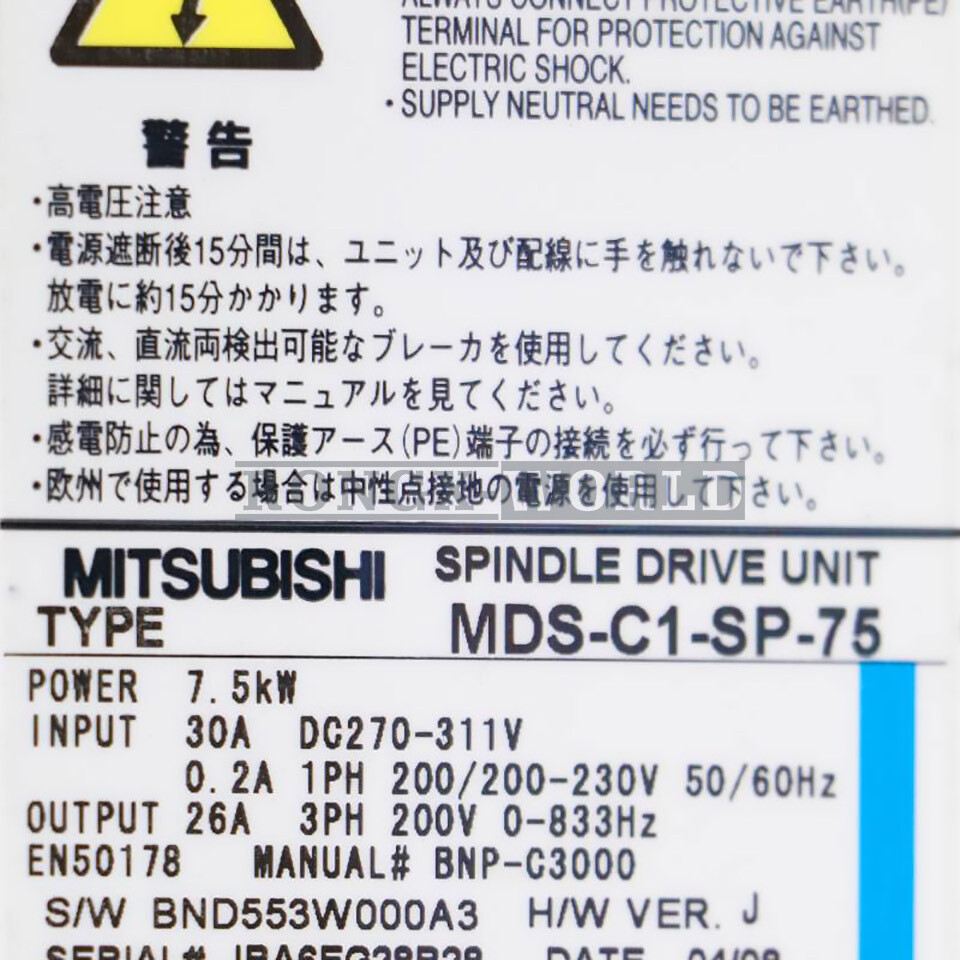 ALWAYS CONNECT PROTECTIVE EARTH(PE)
TERMINAL FOR PROTECTION AGAINST
ELECTRIC SHOCK.
・SUPPLY NEUTRAL NEEDS TO BE EARTHED.
警告
・高電圧注意
・電源遮断後15分間は、ユニット及び配線に手を触れないで下さい。
放電に約15分かかります。
・交流、直流両検出可能なブレーカを使用してください。
詳細に関してはマニュアルを見てください。
・感電防止の為、保護アース(PE)端子の接続を必ず行って下さい。
・欧州で使用する場合は中性点接地の電源を使用して下さい。
RONGH-WORLD
MITSUBISHI SPINDLE DRIVE UNIT
TYPE MDS-C1-SP-75
POWER 7.5kW
INPUT 30A DC270-311V
0.2A 1PH 200/200-230V 50/60Hz
OUTPUT 26A 3PH 200V 0-833Hz
EN50178 MANUAL# BNP-C3000
S/W BND553W000A3 H/W VER. J
SERIAL# DATE